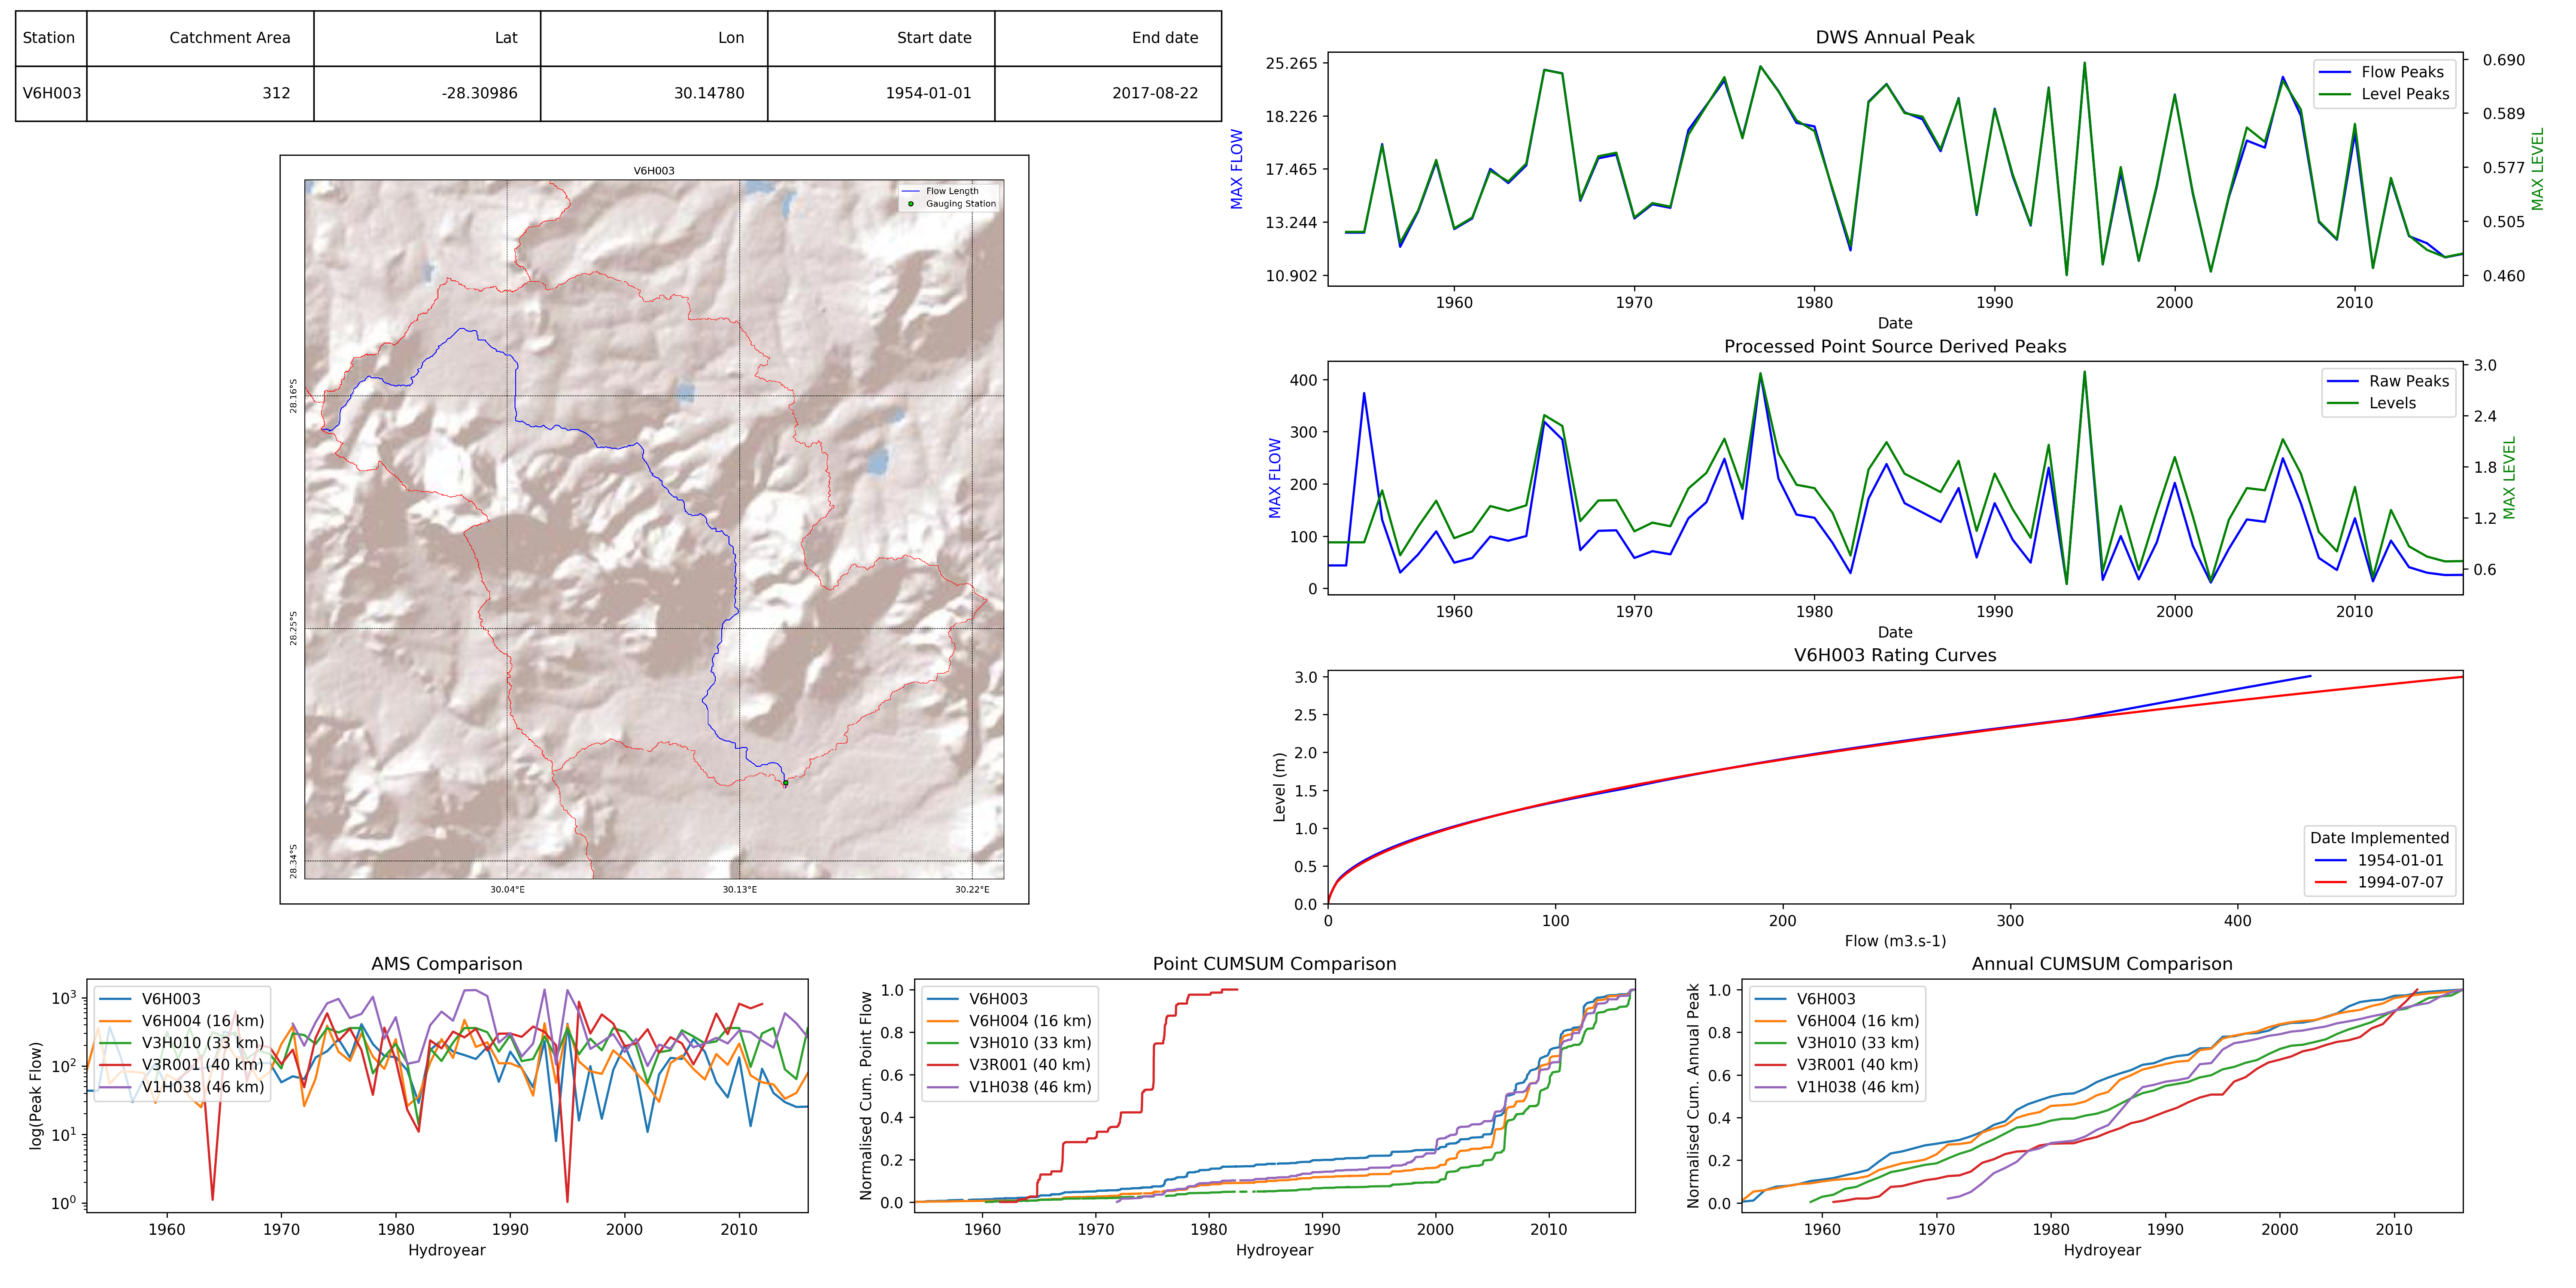 Station Catchment Area Lat Lon Start date End date
V6H003 312 -28.30986 30.14780 1954-01-01 2017-08-22
V6H003
Flow Length
Gauging Station
28.16°S
28.25°S
28.34°S
30.04°E 30.13°E 30.22°E
DWS Annual Peak
Flow Peaks
Level Peaks
MAX FLOW
25.265
18.226
17.465
13.244
10.902
0.690
0.589
0.577
0.505
0.460
MAX LEVEL
1960 1970 1980 1990 2000 2010
Date
Processed Point Source Derived Peaks
Raw Peaks
Levels
MAX FLOW
400
300
200
100
0
3.0
2.4
1.8
1.2
0.6
MAX LEVEL
1960 1970 1980 1990 2000 2010
Date
V6H003 Rating Curves
Level (m)
3.0
2.5
2.0
1.5
1.0
0.5
0.0
Date Implemented
1954-01-01
1994-07-07
0 100 200 300 400
Flow (m3.s-1)
AMS Comparison
V6H003
V6H004 (16 km)
V3H010 (33 km)
V3R001 (40 km)
V1H038 (46 km)
log(Peak Flow)
10³
10²
10¹
10⁰
1960 1970 1980 1990 2000 2010
Hydroyear
Point CUMSUM Comparison
V6H003
V6H004 (16 km)
V3H010 (33 km)
V3R001 (40 km)
V1H038 (46 km)
Normalised Cum. Point Flow
1.0
0.8
0.6
0.4
0.2
0.0
1960 1970 1980 1990 2000 2010
Hydroyear
Annual CUMSUM Comparison
V6H003
V6H004 (16 km)
V3H010 (33 km)
V3R001 (40 km)
V1H038 (46 km)
Normalised Cum. Annual Peak
1.0
0.8
0.6
0.4
0.2
0.0
1960 1970 1980 1990 2000 2010
Hydroyear